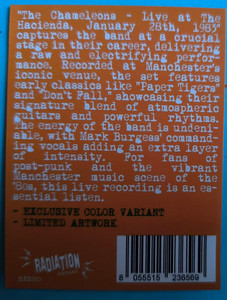 "The Chameleons - Live at The
Hacienda, January 28th, 1983"
captures the band at a crucial
stage in their career, delivering
a raw and electrifying perfor-
mance. Recorded at Manchester's
iconic venue, the set features
early classics like "Paper Tigers"
and "Don't Fall," showcasing their
signature blend of atmospheric
guitars and powerful rhythms.
The energy of the band is undeni-
able, with Mark Burgess' command-
ing vocals adding an extra layer
of intensity. For fans of
post-punk and the vibrant
Manchester music scene of the
'80s, this live recording is an es-
sential listen.
- EXCLUSIVE COLOR VARIANT
- LIMITED ARTWORK
RADIATION
8 055515 236569